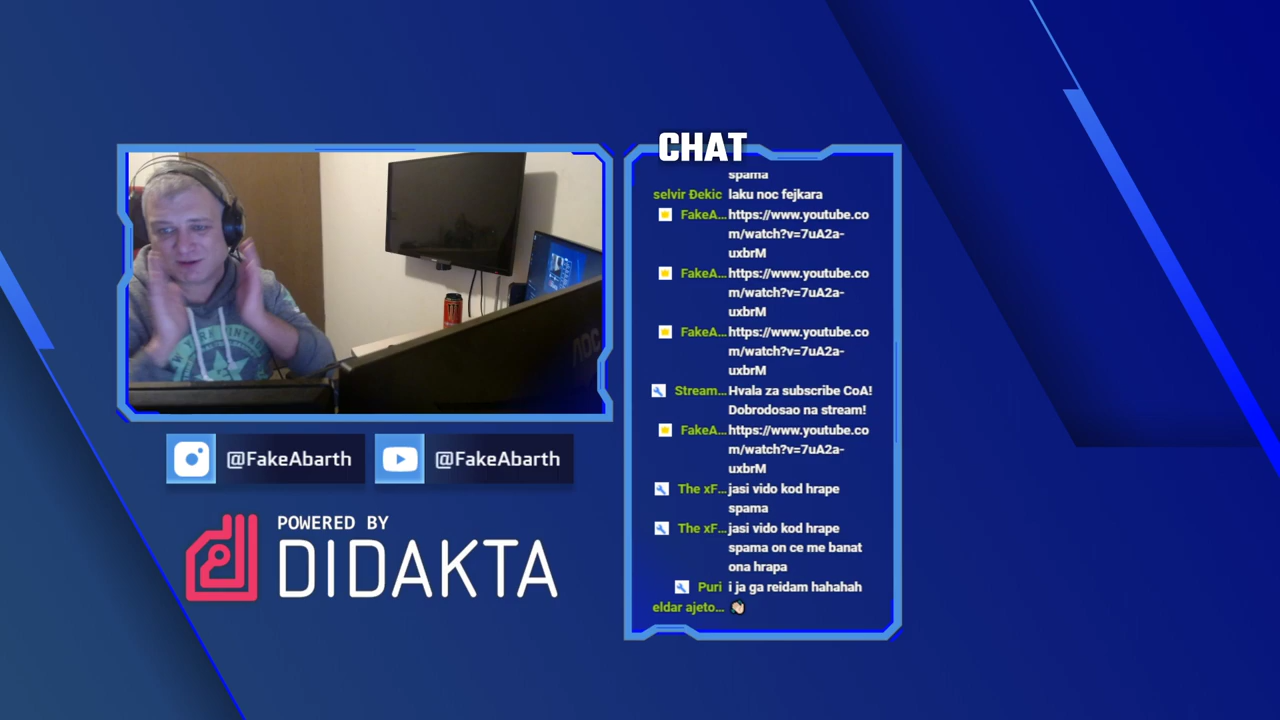 CHAT
spama
selvir Đekic laku noc fejkara
FakeA... https://www.youtube.co
m/watch?v=7uA2a-
uxbrM
FakeA... https://www.youtube.co
m/watch?v=7uA2a-
uxbrM
FakeA... https://www.youtube.co
m/watch?v=7uA2a-
uxbrM
Stream... Hvala za subscribe CoA!
Dobrodosao na stream!
FakeA... https://www.youtube.co
m/watch?v=7uA2a-
uxbrM
The xF... jasi vido kod hrape
spama
The xF... jasi vido kod hrape
spama on ce me banat
ona hrapa
Puri i ja ga reidam hahahah
eldar ajeto...
AOC
@FakeAbarth
@FakeAbarth
POWERED BY
DIDAKTA